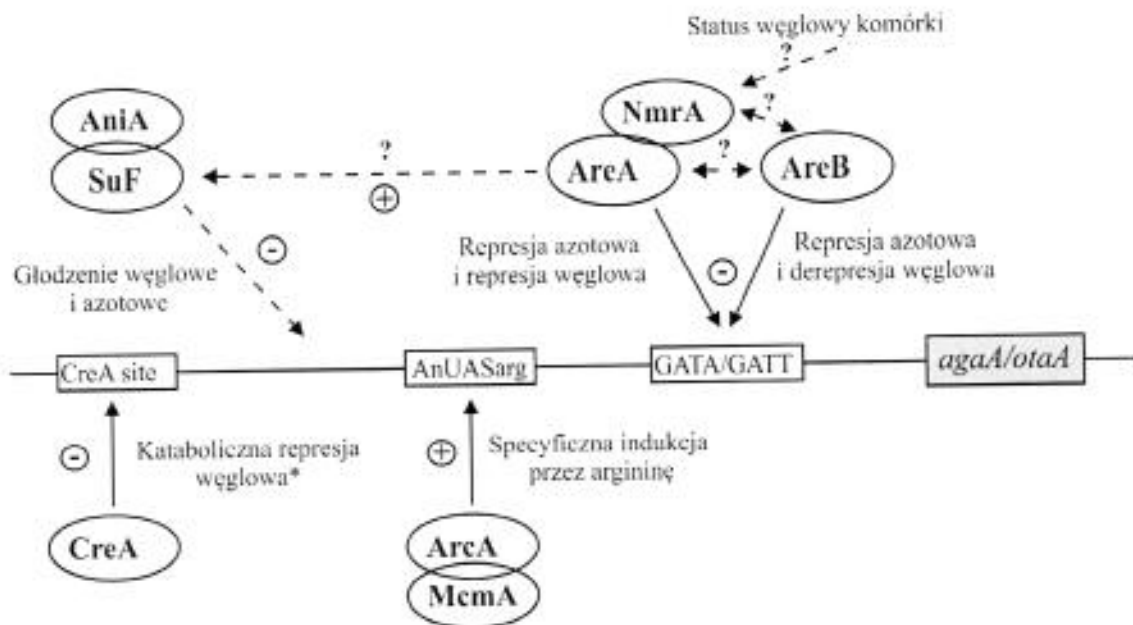 Status węglowy komórki
?
NmrA
?
AniA
?
?
SuF
AreA
AreB
+
-
Represja azotowa
i represja węglowa
-
Represja azotowa
i derepresja węglowa
Głodzenie węglowe
i azotowe
CreA site
AnUASarg
GATA/GATT
agaA/otaA
-
Kataboliczna represja
węglowa*
+
Specyficzna indukcja
przez argininę
CreA
ArcA
McmA